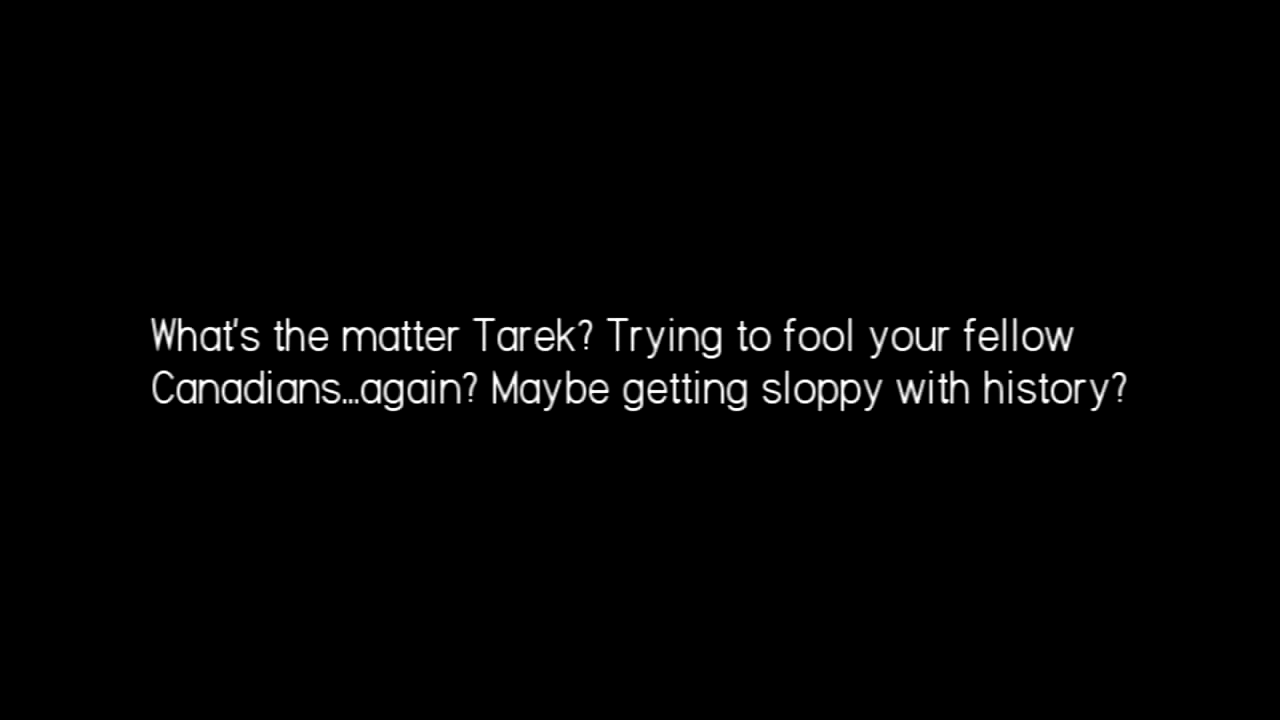 What's the matter Tarek? Trying to fool your fellow
Canadians...again? Maybe getting sloppy with history?